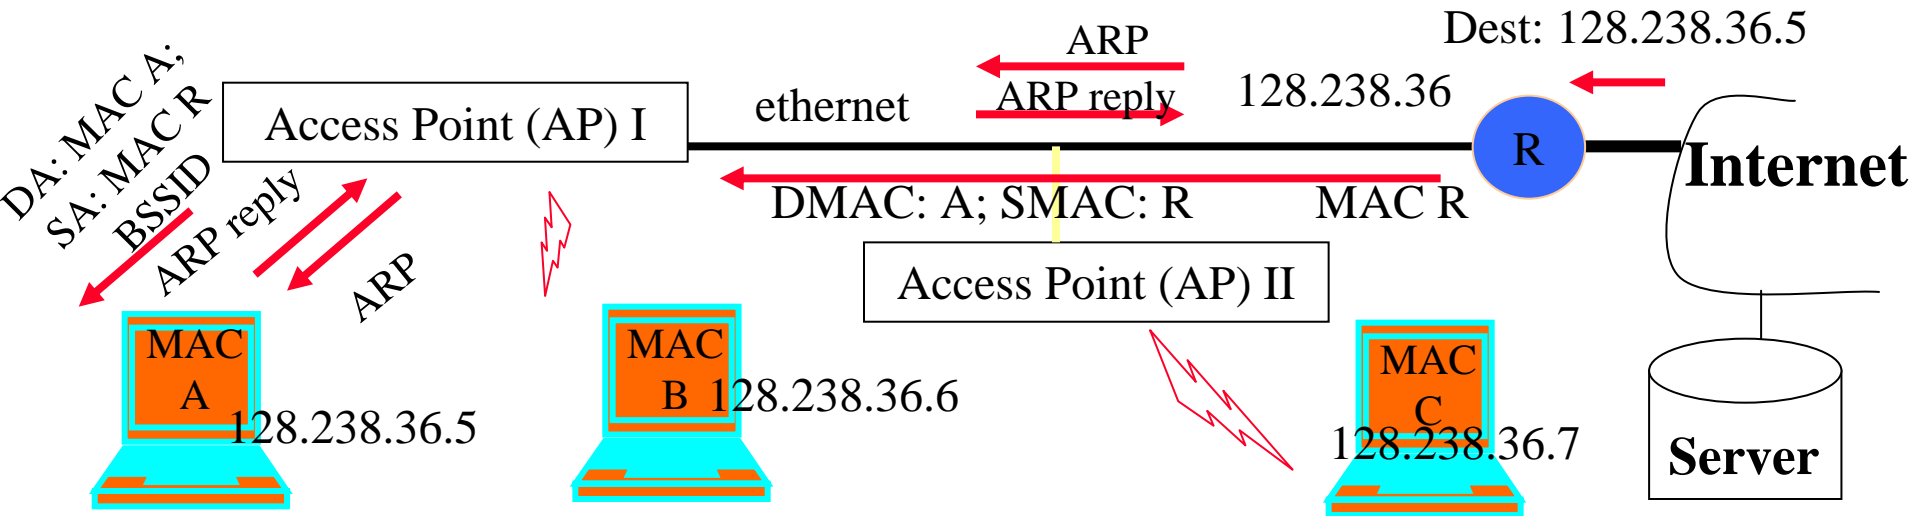 Dest: 128.238.36.5
ARP
DA: MAC A;
SA: MAC R
BSSID
Access Point (AP) I
ethernet
ARP reply
128.238.36
R
Internet
ARP reply
DMAC: A; SMAC: R
MAC R
ARP
Access Point (AP) II
MAC
A
128.238.36.5
MAC
B
128.238.36.6
MAC
C
128.238.36.7
Server